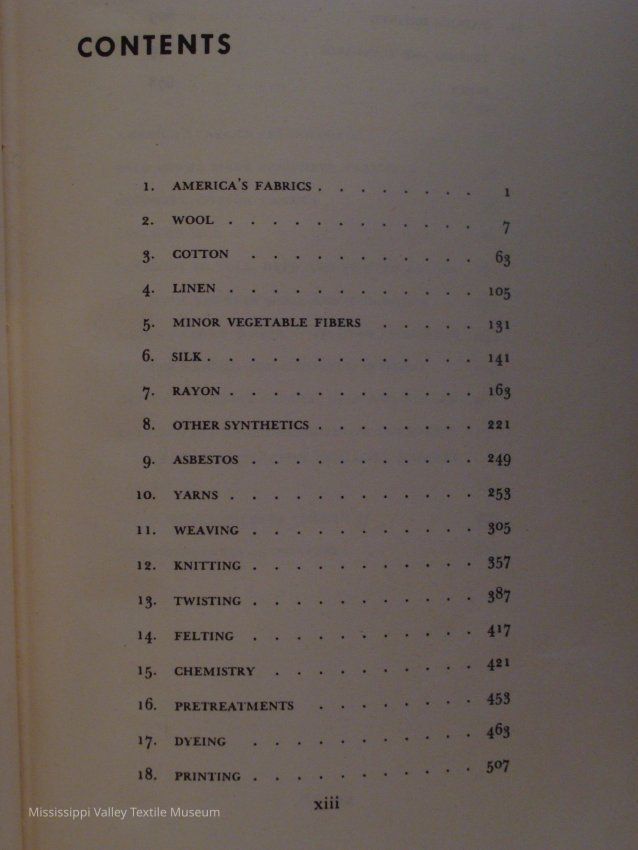 CONTENTS
1. AMERICA'S FABRICS . . . . . . . . 1
2. WOOL . . . . . . . . . . . . 7
3. COTTON . . . . . . . . . . . 63
4. LINEN . . . . . . . . . . . . 105
5. MINOR VEGETABLE FIBERS . . . . . 131
6. SILK . . . . . . . . . . . . . 141
7. RAYON . . . . . . . . . . . . 163
8. OTHER SYNTHETICS . . . . . . . . 221
9. ASBESTOS . . . . . . . . . . . 249
10. YARNS . . . . . . . . . . . . 253
11. WEAVING . . . . . . . . . . . 305
12. KNITTING . . . . . . . . . . . 357
13. TWISTING . . . . . . . . . . . 387
14. FELTING . . . . . . . . . . . 417
15. CHEMISTRY . . . . . . . . . . 421
16. PRETREATMENTS . . . . . . . . 453
17. DYEING . . . . . . . . . . . 463
18. PRINTING . . . . . . . . . . . 507
xiii
Mississippi Valley Textile Museum